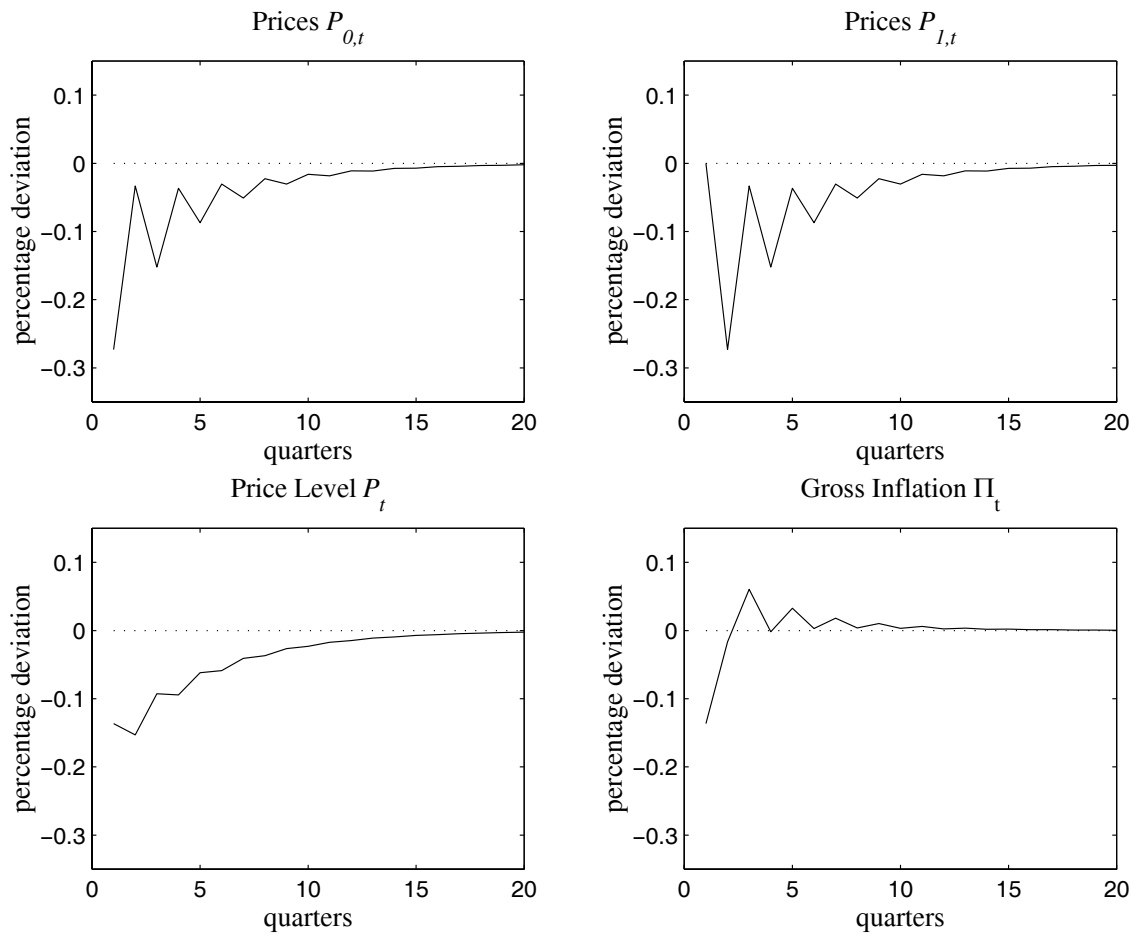 Prices P0,t
0.1
0
−0.1
−0.2
−0.3
percentage deviation
0 5 10 15 20
quarters
Prices P1,t
0.1
0
−0.1
−0.2
−0.3
percentage deviation
0 5 10 15 20
quarters
Price Level Pt
0.1
0
−0.1
−0.2
−0.3
percentage deviation
0 5 10 15 20
quarters
Gross Inflation Πt
0.1
0
−0.1
−0.2
−0.3
percentage deviation
0 5 10 15 20
quarters